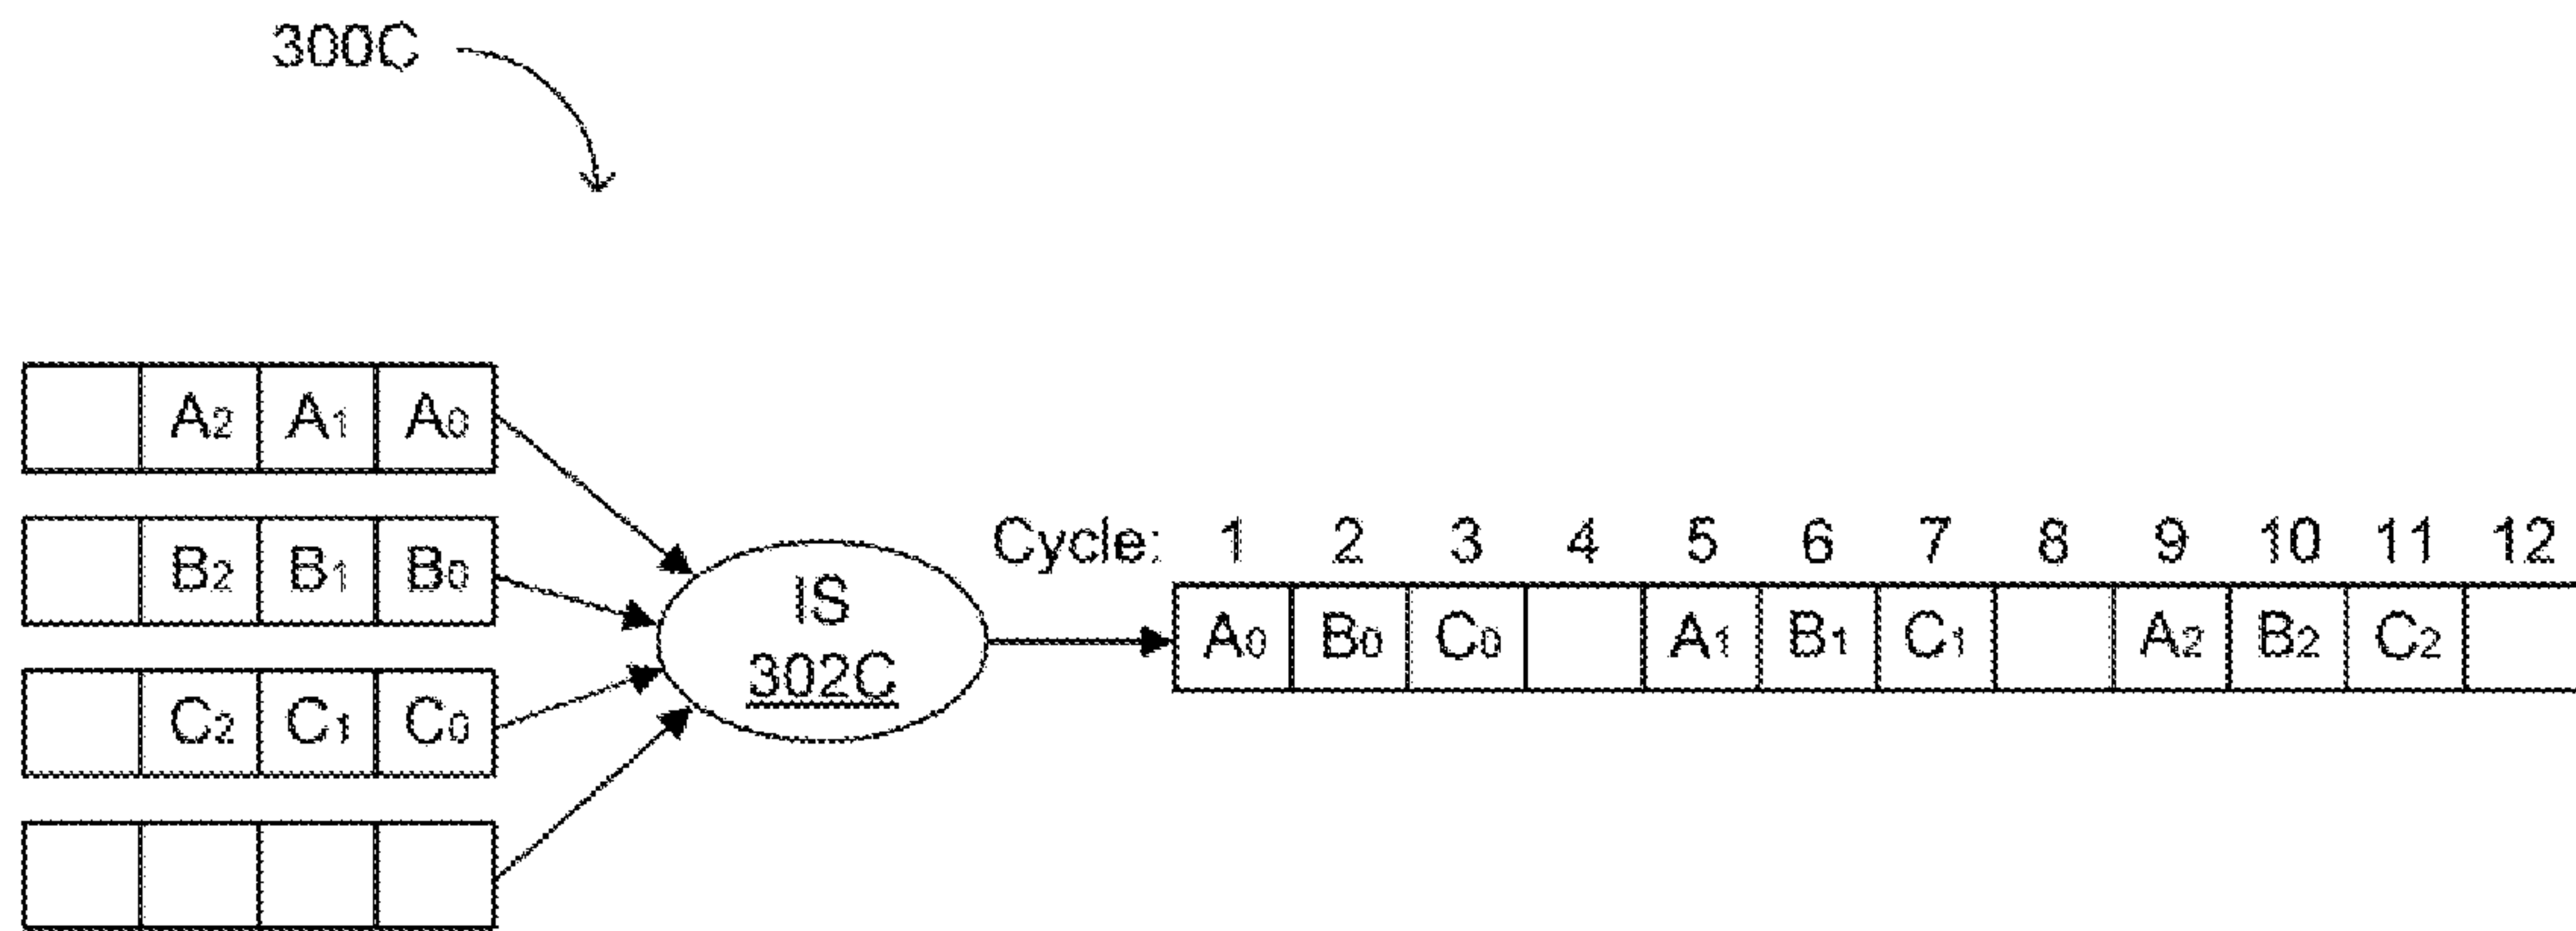 300C
A2 A1 A0
B2 B1 B0
C2 C1 C0
IS
302C
Cycle: 1 2 3 4 5 6 7 8 9 10 11 12
A0 B0 C0 A1 B1 C1 A2 B2 C2